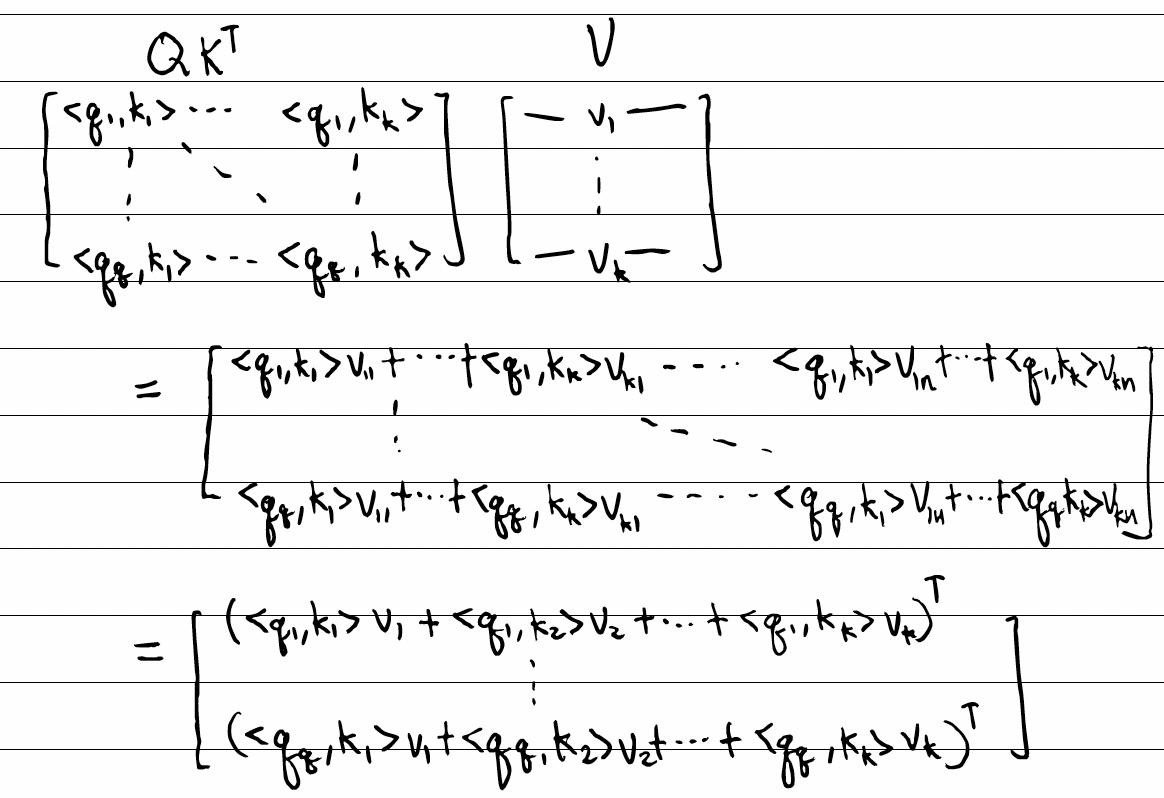 Q K^T V
[ <q_1, k_1> ··· <q_1, k_k> ] [ — v_1 — ]
⋮ ⋱ ⋮ ⋮
[ <q_q, k_1> ··· <q_q, k_k> ] [ — v_k — ]
= [ <q_1, k_1>v_11 + ··· + <q_1, k_k>v_k1 ---- <q_1, k_1>v_1n + ··· + <q_1, k_k>v_kn ]
⋮ ⋱
[ <q_q, k_1>v_11 + ··· + <q_q, k_k>v_k1 ---- <q_q, k_1>v_1n + ··· + <q_q k_k>v_kn ]
= [ (<q_1, k_1> v_1 + <q_1, k_2> v_2 + ··· + <q_1, k_k> v_k)^T ]
⋮
[ (<q_q, k_1> v_1 + <q_q, k_2> v_2 + ··· + <q_q, k_k> v_k)^T ]